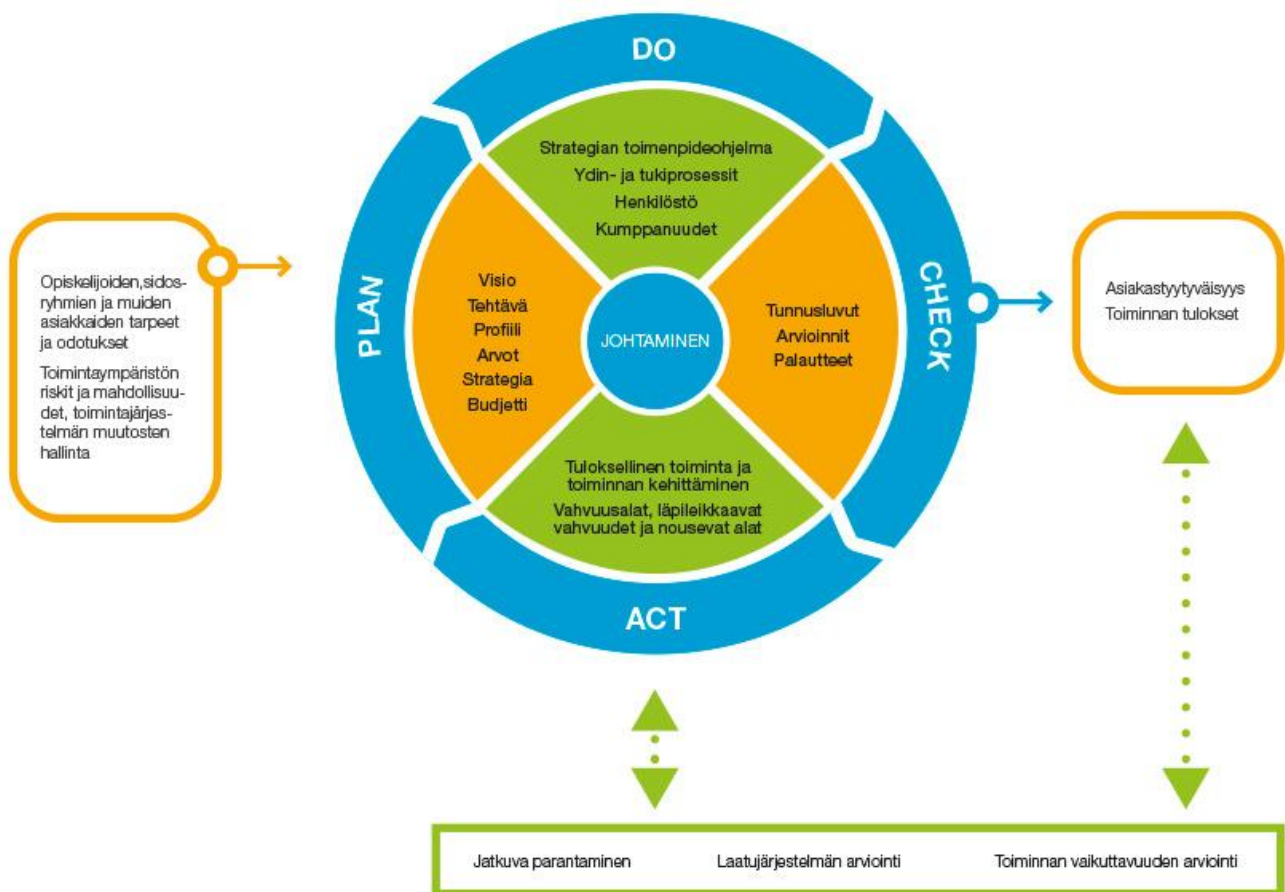 DO
Strategian toimenpideohjelma
Ydin- ja tukiprosessit
Henkilöstö
Kumppanuudet
Opiskelijoiden,sidos-
ryhmien ja muiden
asiakkaiden tarpeet
ja odotukset
Toimintaympäristön
riskit ja mahdollisuu-
det, toimintajärjes-
telmän muutosten
hallinta
PLAN
Visio
Tehtävä
Profiili
Arvot
Strategia
Budjetti
JOHTAMINEN
Tunnusluvut
Arvioinnit
Palautteet
CHECK
Asiakastyytyväisyys
Toiminnan tulokset
Tuloksellinen toiminta ja
toiminnan kehittäminen
Vahvuusalat, läpileikkaavat
vahvuudet ja nousevat alat
ACT
Jatkuva parantaminen
Laatujärjestelmän arviointi
Toiminnan vaikuttavuuden arviointi